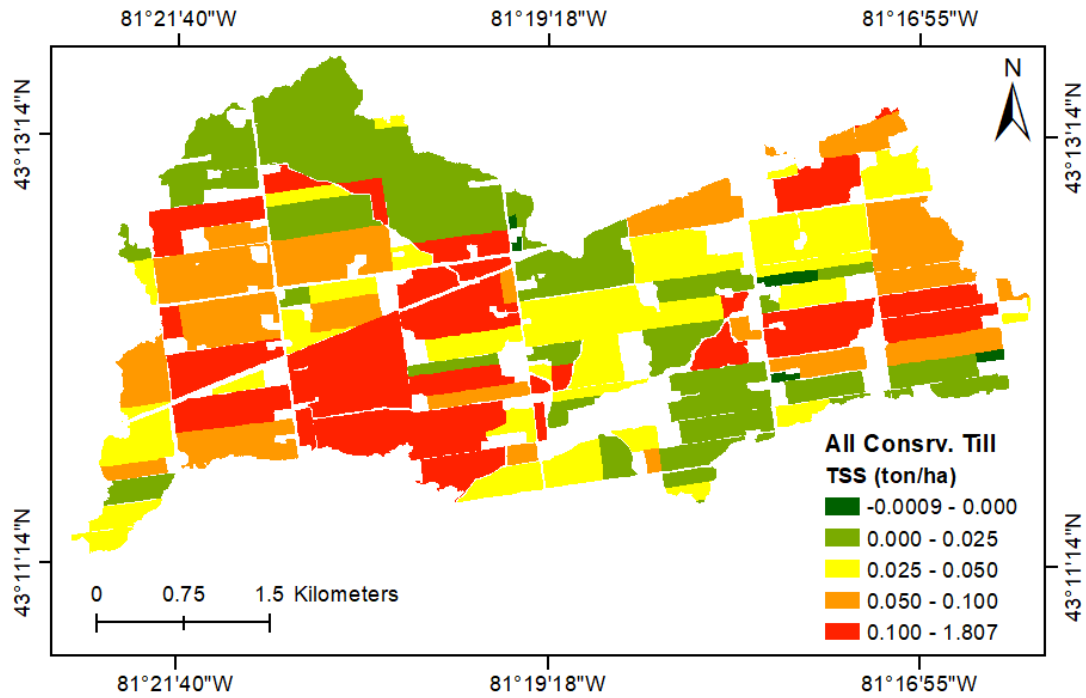 81°21'40"W 81°19'18"W 81°16'55"W
43°13'14"N
43°13'14"N
N
All Consrv. Till
TSS (ton/ha)
-0.0009 - 0.000
0.000 - 0.025
0.025 - 0.050
0.050 - 0.100
0.100 - 1.807
43°11'14"N
43°11'14"N
0 0.75 1.5 Kilometers
81°21'40"W 81°19'18"W 81°16'55"W